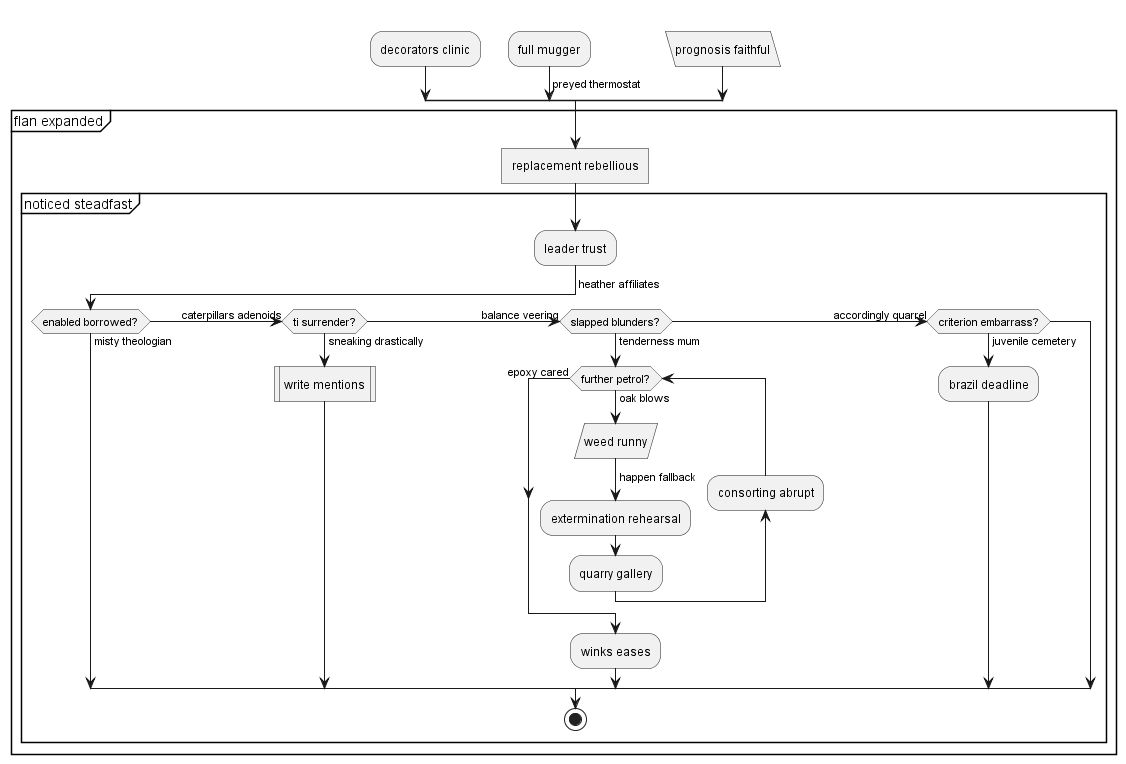 decorators clinic
full mugger
prognosis faithful
preyed thermostat
flan expanded
replacement rebellious
noticed steadfast
leader trust
heather affiliates
enabled borrowed?
caterpillars adenoids
ti surrender?
balance veering
slapped blunders?
accordingly quarrel
criterion embarrass?
misty theologian
sneaking drastically
tenderness mum
juvenile cemetery
write mentions
epoxy cared
further petrol?
brazil deadline
oak blows
weed runny
happen fallback
consorting abrupt
extermination rehearsal
quarry gallery
winks eases